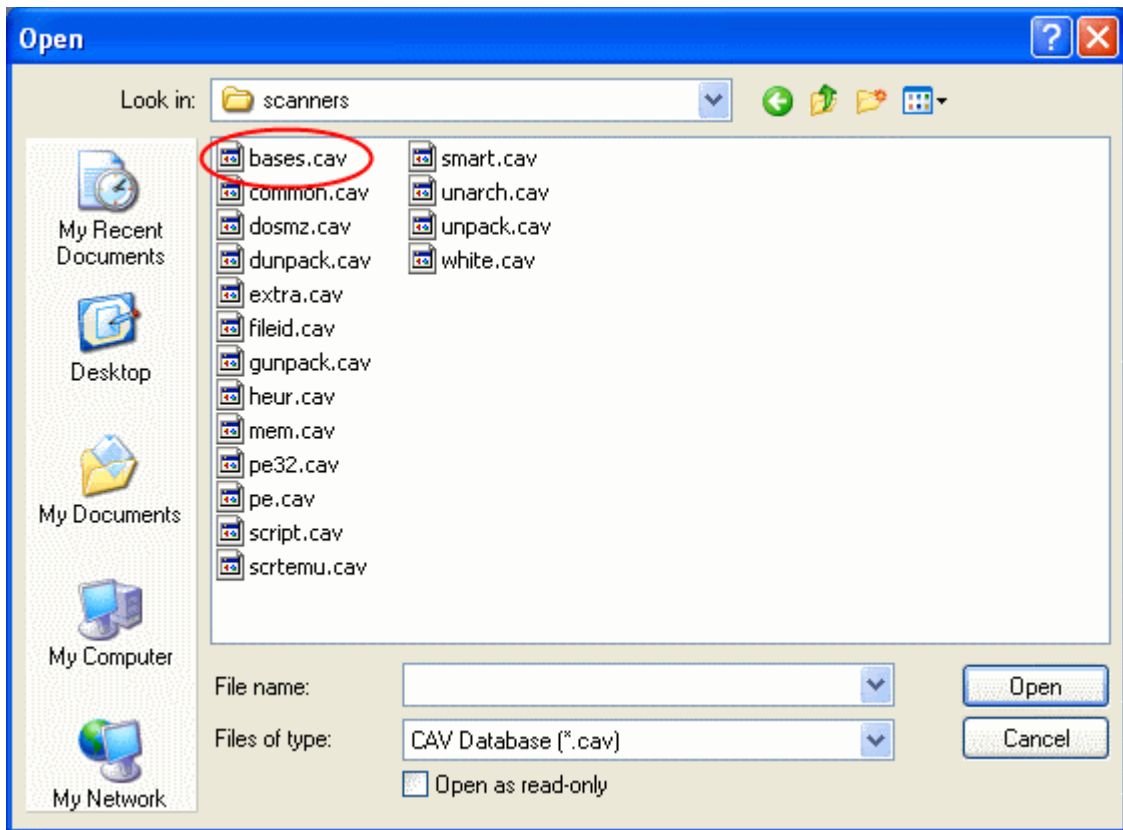 Open
Look in:
scanners
My Recent
Documents
Desktop
My Documents
My Computer
My Network
bases.cav
common.cav
dosmz.cav
dunpack.cav
extra.cav
fileid.cav
gunpack.cav
heur.cav
mem.cav
pe32.cav
pe.cav
script.cav
scrtemu.cav
smart.cav
unarch.cav
unpack.cav
white.cav
File name:
Open
Files of type:
CAV Database (*.cav)
Cancel
Open as read-only